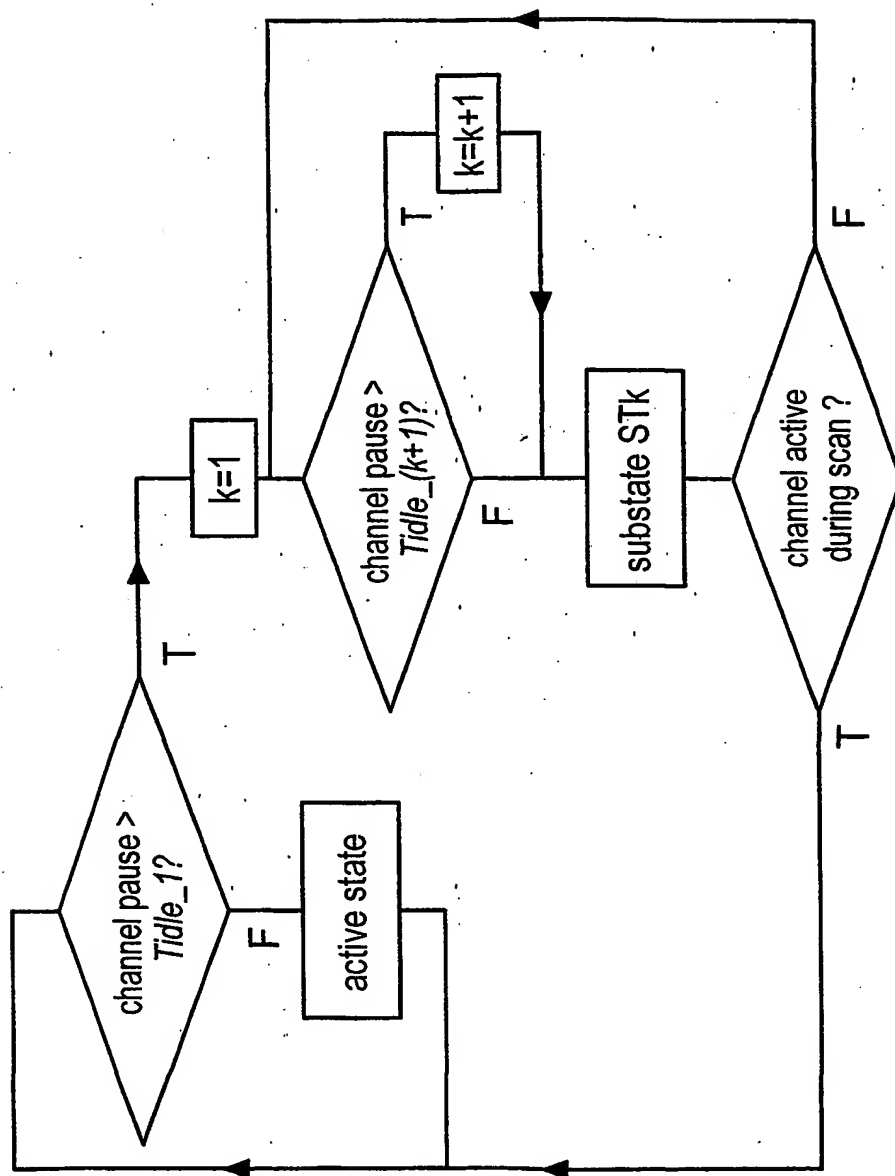 channel pause >
Tidle_1?
T
F
active state
k=1
channel pause >
Tidle_(k+1)?
T
k=k+1
F
substate STk
channel active
during scan ?
T
F